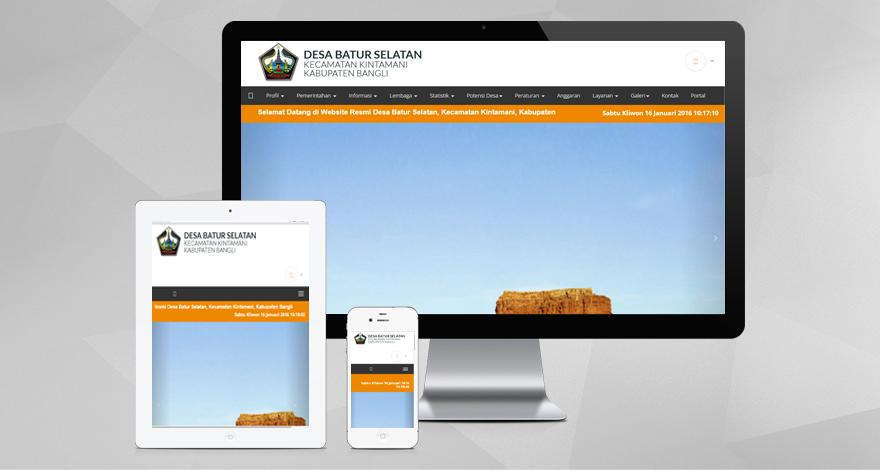 DESA BATUR SELATAN
KECAMATAN KINTAMANI
KABUPATEN BANGLI
Profil Pemerintahan Informasi Lembaga Statistik Potensi Desa Peraturan Anggaran Layanan Galeri Kontak Portal
Selamat Datang di Website Resmi Desa Batur Selatan, Kecamatan Kintamani, Kabupaten
Sabtu Kliwon 16 Januari 2016 10:17:10
DESA BATUR SELATAN
KECAMATAN KINTAMANI
KABUPATEN BANGLI
Resmi Desa Batur Selatan, Kecamatan Kintamani, Kabupaten Bangli
Sabtu Kliwon 16 Januari 2016
DESA BATUR SELATAN
KECAMATAN KINTAMANI
KABUPATEN BANGLI
Sabtu Kliwon 16 Januari 2016